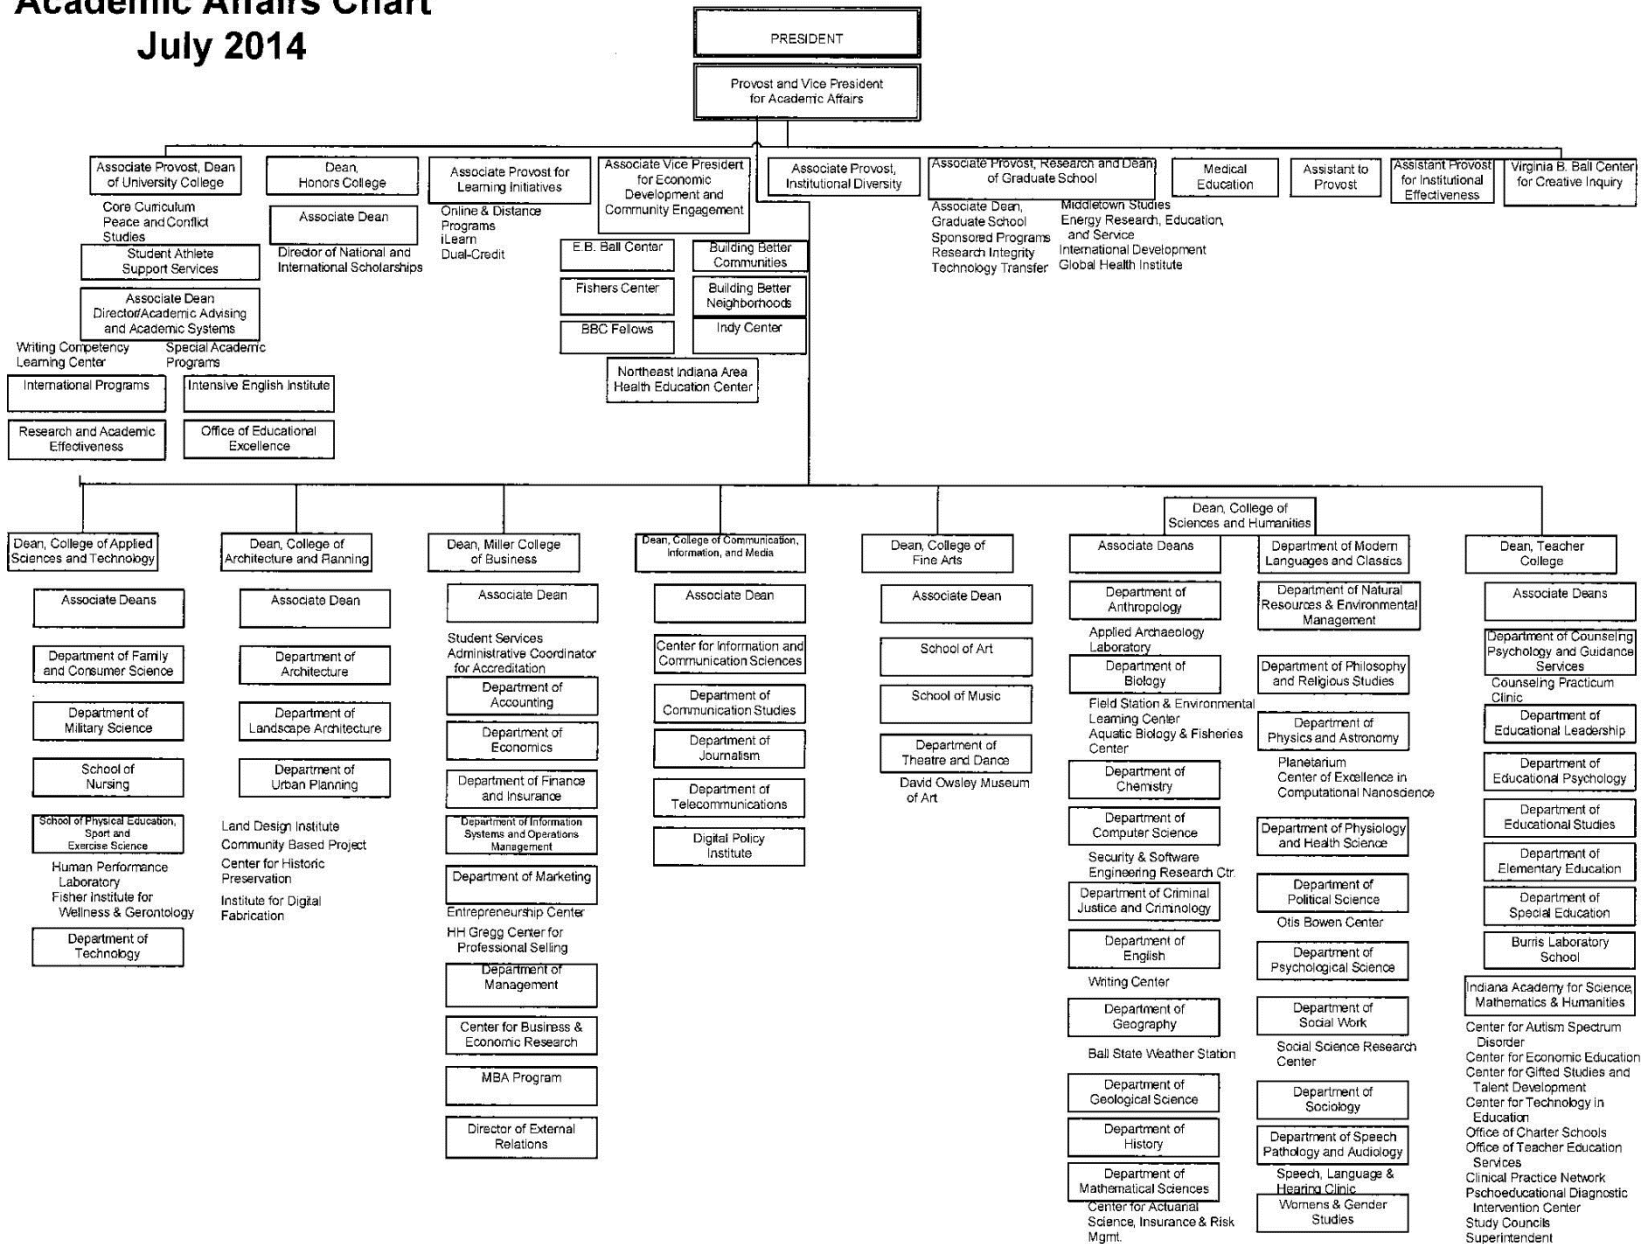 Academic Affairs Chart
July 2014
PRESIDENT
Provost and Vice President
for Academic Affairs
Associate Provost, Dean
of University College
Core Curriculum
Peace and Conflict
Studies
Student Athlete
Support Services
Associate Dean
Director/Academic Advising
and Academic Systems
Writing Competency
Learning Center
Special Academic
Programs
International Programs
Intensive English Institute
Research and Academic
Effectiveness
Office of Educational
Excellence
Dean,
Honors College
Associate Dean
Director of National and
International Scholarships
Associate Provost for
Learning Initiatives
Online & Distance
Programs
iLearn
Dual-Credit
Associate Vice President
for Economic
Development and
Community Engagement
E.B. Ball Center
Building Better
Communities
Fishers Center
Building Better
Neighborhoods
BBC Fellows
Indy Center
Northeast Indiana Area
Health Education Center
Associate Provost,
Institutional Diversity
Associate Provost, Research and Dean
of Graduate School
Associate Dean,
Graduate School
Sponsored Programs
Research Integrity
Technology Transfer
Middletown Studies
Energy Research, Education,
and Service
International Development
Global Health Institute
Medical
Education
Assistant to
Provost
Assistant Provost
for Institutional
Effectiveness
Virginia B. Ball Center
for Creative Inquiry
Dean, College of Applied
Sciences and Technology
Associate Deans
Department of Family
and Consumer Science
Department of
Military Science
School of
Nursing
School of Physical Education,
Sport and
Exercise Science
Human Performance
Laboratory
Fisher Institute for
Wellness & Gerontology
Department of
Technology
Dean, College of
Architecture and Planning
Associate Dean
Department of
Architecture
Department of
Landscape Architecture
Department of
Urban Planning
Land Design Institute
Community Based Project
Center for Historic
Preservation
Institute for Digital
Fabrication
Dean, Miller College
of Business
Associate Dean
Student Services
Administrative Coordinator
for Accreditation
Department of
Accounting
Department of
Economics
Department of Finance
and Insurance
Department of Information
Systems and Operations
Management
Department of Marketing
Entrepreneurship Center
HH Gregg Center for
Professional Selling
Department of
Management
Center for Business &
Economic Research
MBA Program
Director of External
Relations
Dean, College of Communication,
Information, and Media
Associate Dean
Center for Information and
Communication Sciences
Department of
Communication Studies
Department of
Journalism
Department of
Telecommunications
Digital Policy
Institute
Dean, College of
Fine Arts
Associate Dean
School of Art
School of Music
Department of
Theatre and Dance
David Owsley Museum
of Art
Dean, College of
Sciences and Humanities
Associate Deans
Department of
Anthropology
Applied Archaeology
Laboratory
Department of
Biology
Field Station & Environmental
Learning Center
Aquatic Biology & Fisheries
Center
Department of
Chemistry
Department of
Computer Science
Security & Software
Engineering Research Ctr.
Department of Criminal
Justice and Criminology
Department of
English
Writing Center
Department of
Geography
Ball State Weather Station
Department of
Geological Science
Department of
History
Department of
Mathematical Sciences
Center for Actuarial
Science, Insurance & Risk
Mgmt.
Department of Modern
Languages and Classics
Department of Natural
Resources & Environmental
Management
Department of Philosophy
and Religious Studies
Department of
Physics and Astronomy
Planetarium
Center of Excellence in
Computational Nanoscience
Department of Physiology
and Health Science
Department of
Political Science
Otis Bowen Center
Department of
Psychological Science
Department of
Social Work
Social Science Research
Center
Department of
Sociology
Department of Speech
Pathology and Audiology
Speech, Language &
Hearing Clinic
Womens & Gender
Studies
Dean, Teacher
College
Associate Deans
Department of Counseling
Psychology and Guidance
Services
Counseling Practicum
Clinic
Department of
Educational Leadership
Department of
Educational Psychology
Department of
Educational Studies
Department of
Elementary Education
Department of
Special Education
Burris Laboratory
School
Indiana Academy for Science,
Mathematics & Humanities
Center for Autism Spectrum
Disorder
Center for Economic Education
Center for Gifted Studies and
Talent Development
Center for Technology in
Education
Office of Charter Schools
Office of Teacher Education
Services
Clinical Practice Network
Pschoeducational Diagnostic
Intervention Center
Study Councils
Superintendent